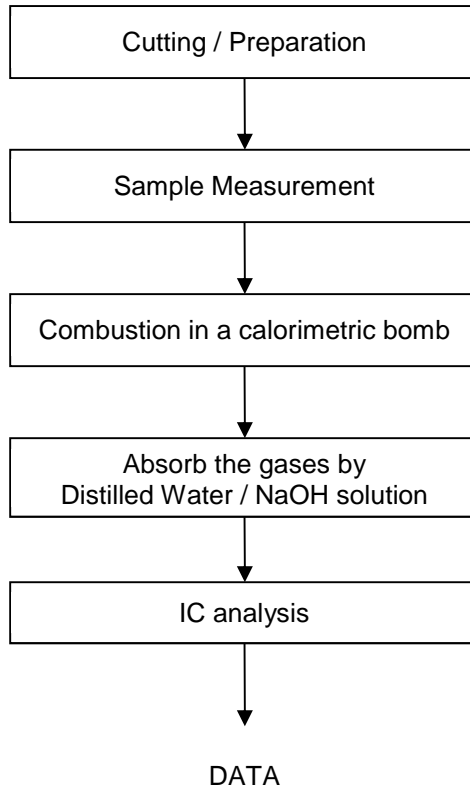 Cutting / Preparation
Sample Measurement
Combustion in a calorimetric bomb
Absorb the gases by
Distilled Water / NaOH solution
IC analysis
DATA